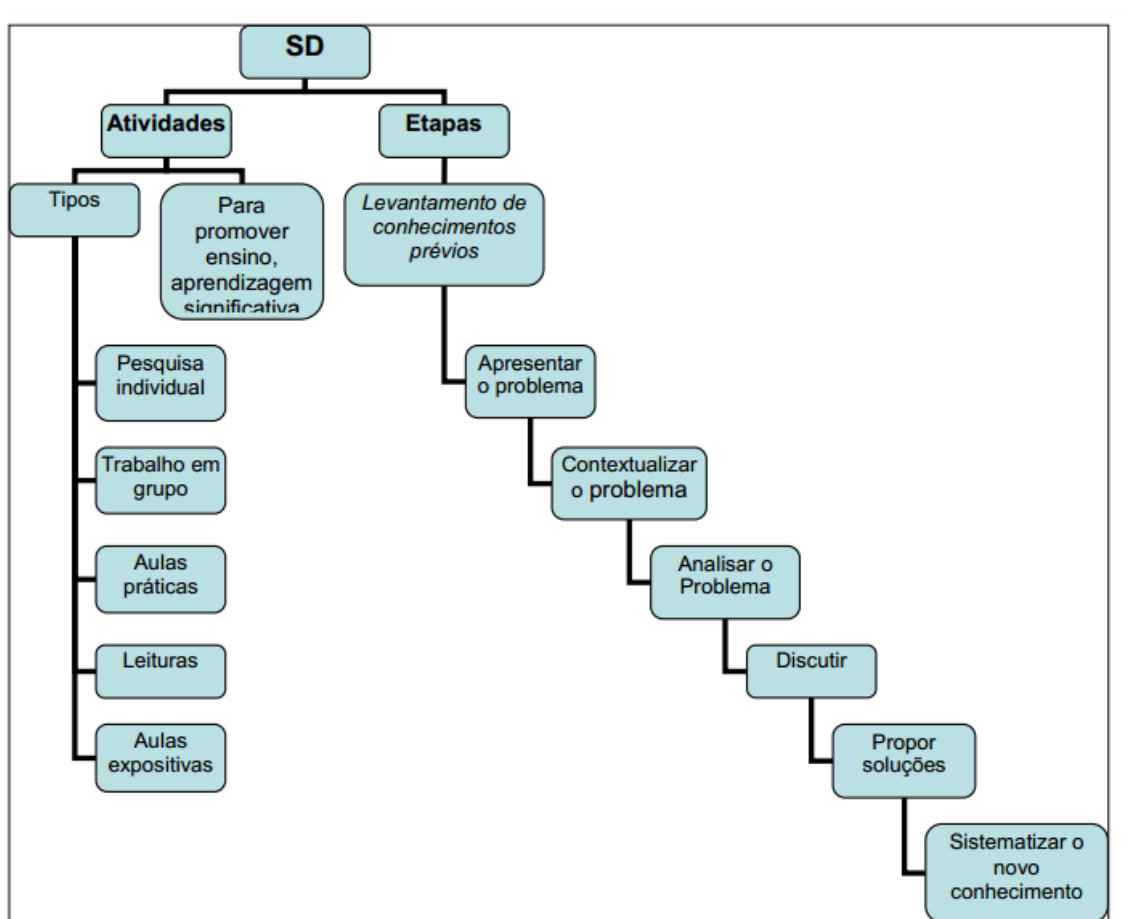 SD
Atividades
Etapas
Tipos
Para
promover
ensino,
aprendizagem
significativa
Levantamento de
conhecimentos
prévios
Pesquisa
individual
Trabalho em
grupo
Aulas
práticas
Leituras
Aulas
expositivas
Apresentar
o problema
Contextualizar
o problema
Analisar o
Problema
Discutir
Propor
soluções
Sistematizar o
novo
conhecimento